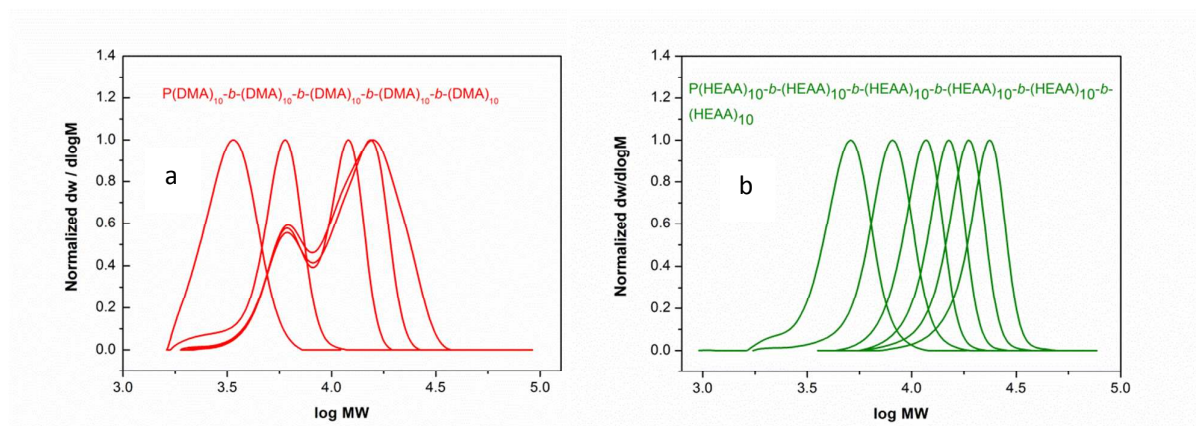 1.4
1.2
1.0
0.8
0.6
0.4
0.2
0.0
Normalized dw / dlogM
P(DMA)10-b-(DMA)10-b-(DMA)10-b-(DMA)10-b-(DMA)10
a
3.0 3.5 4.0 4.5 5.0
log MW
1.4
1.2
1.0
0.8
0.6
0.4
0.2
0.0
Normalized dw/dlogM
P(HEAA)10-b-(HEAA)10-b-(HEAA)10-b-(HEAA)10-b-(HEAA)10-b-
(HEAA)10
b
3.0 3.5 4.0 4.5 5.0
log MW